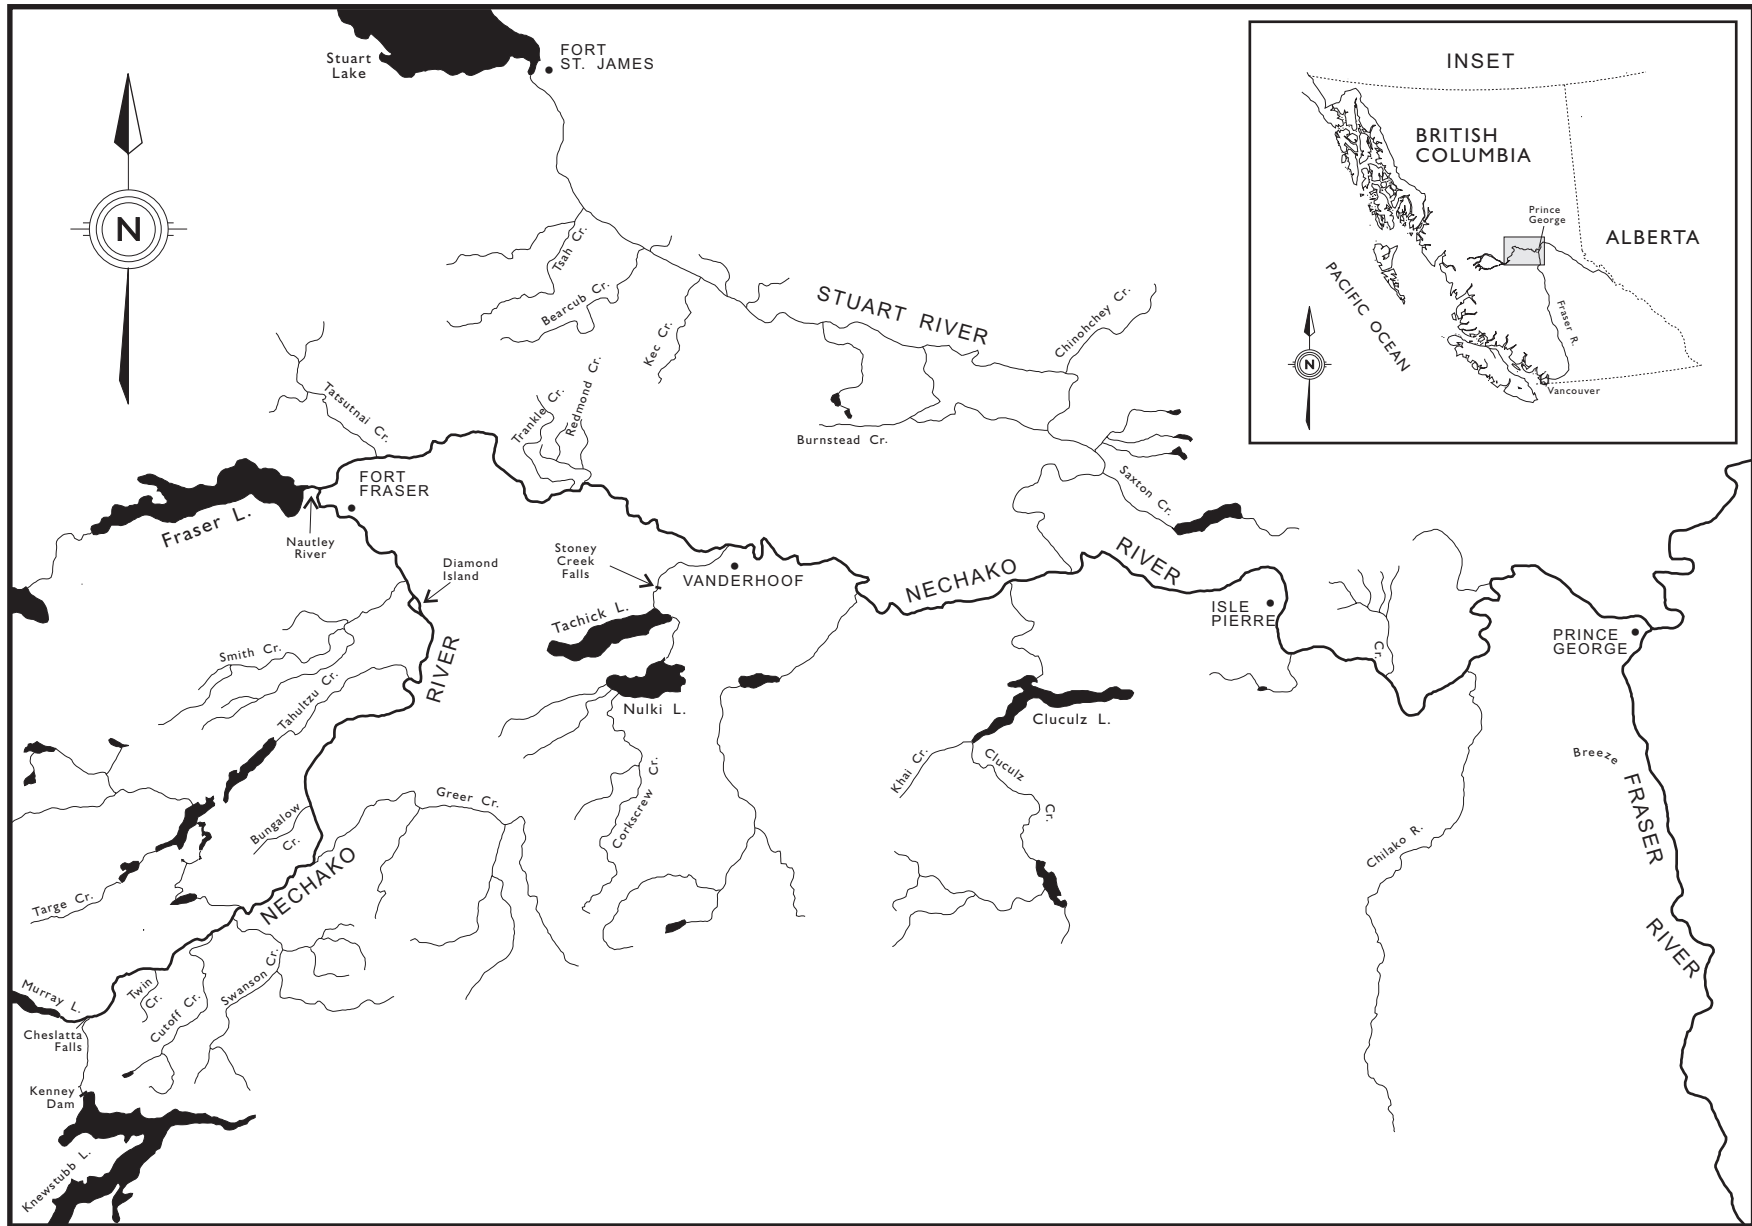 Stuart
Lake
FORT
ST. JAMES
N
Tsah Cr.
Bearcub Cr.
Kec Cr.
STUART RIVER
Chinohchey Cr.
Tatsutnai Cr.
Trankle Cr.
Redmond Cr.
Burnstead Cr.
Saxton Cr.
FORT
FRASER
Fraser L.
Nautley
River
Diamond
Island
Stoney
Creek
Falls
VANDERHOOF
NECHAKO
RIVER
Tachick L.
ISLE
PIERRE
PRINCE
GEORGE
Smith Cr.
RIVER
Cr.
Tahultzu Cr.
Nulki L.
Cluculz L.
Khai Cr.
Cluculz
Cr.
Breeze
FRASER
RIVER
Greer Cr.
Corkscrew Cr.
Bungalow
Cr.
Chilako R.
NECHAKO
Targe Cr.
Murray L.
Twin
Cr.
Cutoff Cr.
Swanson Cr.
Cheslatta
Falls
Kenney
Dam
Knewstubb L.
INSET
BRITISH
COLUMBIA
Prince
George
ALBERTA
PACIFIC OCEAN
Fraser R.
N
Vancouver